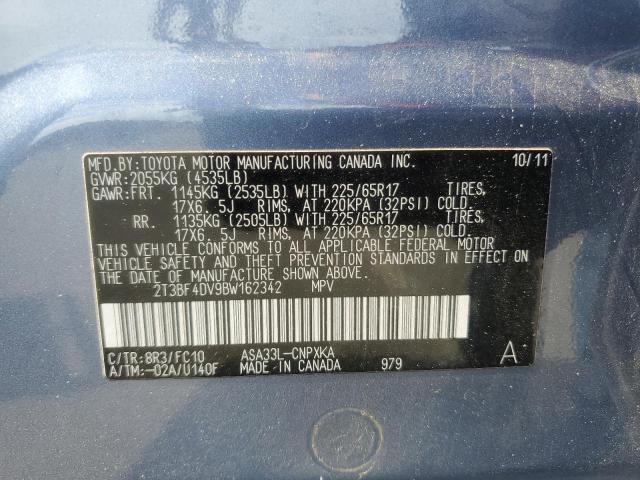 MFD.BY:TOYOTA MOTOR MANUFACTURING CANADA INC. 10/11
GVWR:2055KG (4535LB)
GAWR:FRT. 1145KG (2535LB) WITH 225/65R17 TIRES,
17X6. 5J RIMS, AT 220KPA (32PSI) COLD.
RR. 1135KG (2505LB) WITH 225/65R17 TIRES,
17X6. 5J RIMS, AT 220KPA (32PSI) COLD.
THIS VEHICLE CONFORMS TO ALL APPLICABLE FEDERAL MOTOR
VEHICLE SAFETY AND THEFT PREVENTION STANDARDS IN EFFECT ON
THE DATE OF MANUFACTURE SHOWN ABOVE.
2T3BF4DV9BW162342 MPV
C/TR:8R3/FC10 ASA33L-CNPXKA A
A/TM:-02A/U140F MADE IN CANADA 979